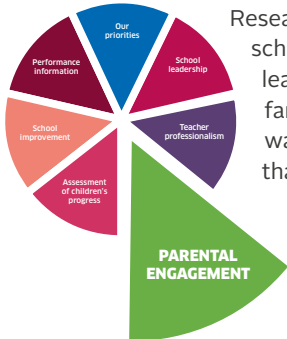 Our
priorities
Performance
information
School
leadership
School
improvement
Teacher
professionalism
Assessment
of children's
progress
PARENTAL
ENGAGEMENT
Resea
sch
lea
fa
wa
tha